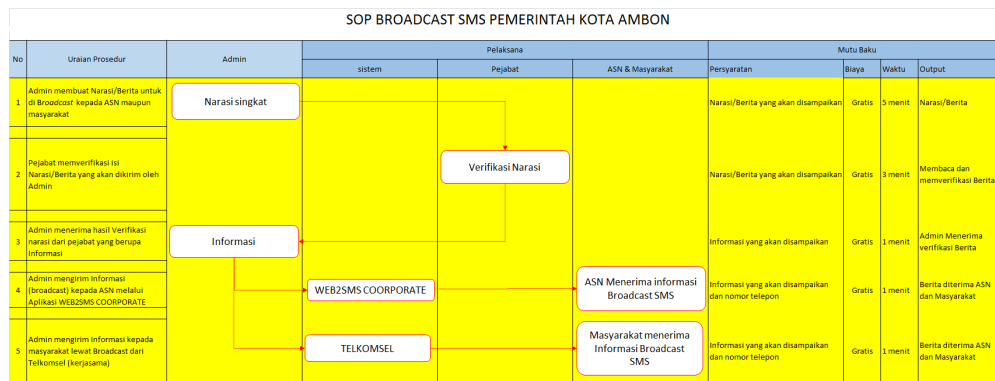 SOP BROADCAST SMS PEMERINTAH KOTA AMBON
No
Uraian Prosedur
Admin
Pelaksana
Mutu Baku
sistem
Pejabat
ASN & Masyarakat
Persyaratan
Biaya
Waktu
Output
1
Admin membuat Narasi/Berita untuk
di Broadcast kepada ASN maupun
masyarakat
Narasi singkat
Narasi/Berita yang akan disampaikan
Gratis
5 menit
Narasi/Berita
2
Pejabat memverifikasi isi
Narasi/Berita yang akan dikirim oleh
Admin
Verifikasi Narasi
Narasi/Berita yang akan disampaikan
Gratis
3 menit
Membaca dan
memverifikasi Berita
3
Admin menerima hasil Verifikasi
narasi dari pejabat yang berupa
Informasi
Informasi
Informasi yang akan disampaikan
Gratis
1 menit
Admin Menerima
verifikasi Berita
4
Admin mengirim Informasi
(broadcast) kepada ASN melalui
Aplikasi WEB2SMS COORPORATE
WEB2SMS COORPORATE
ASN Menerima informasi
Broadcast SMS
Informasi yang akan disampaikan
dan nomor telepon
Gratis
1 menit
Berita diterima ASN
dan Masyarakat
5
Admin mengirim Informasi kepada
masyarakat lewat Broadcast dari
Telkomsel (kerjasama)
TELKOMSEL
Masyarakat menerima
Informasi Broadcast
SMS
Informasi yang akan disampaikan
dan nomor telepon
Gratis
1 menit
Berita diterima ASN
dan Masyarakat